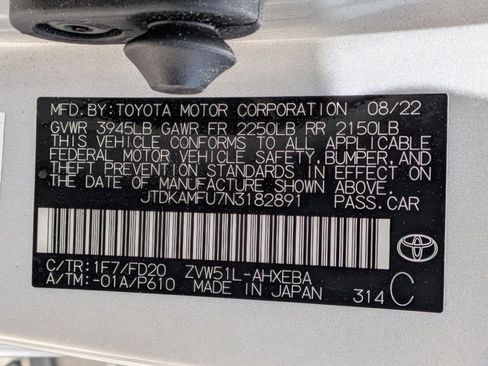 MFD.BY:TOYOTA MOTOR CORPORATION 08/22
GVWR 3945LB GAWR FR 2250LB RR 2150LB
THIS VEHICLE CONFORMS TO ALL APPLICABLE
FEDERAL MOTOR VEHICLE SAFETY,BUMPER,AND
THEFT PREVENTION STANDARDS IN EFFECT ON
THE DATE OF MANUFACTURE SHOWN ABOVE.
JTDKAMFU7N3182891 PASS.CAR
C/TR:1F7/FD20 ZVW51L-AHXEBA
A/TM:-01A/P610 MADE IN JAPAN 314 C